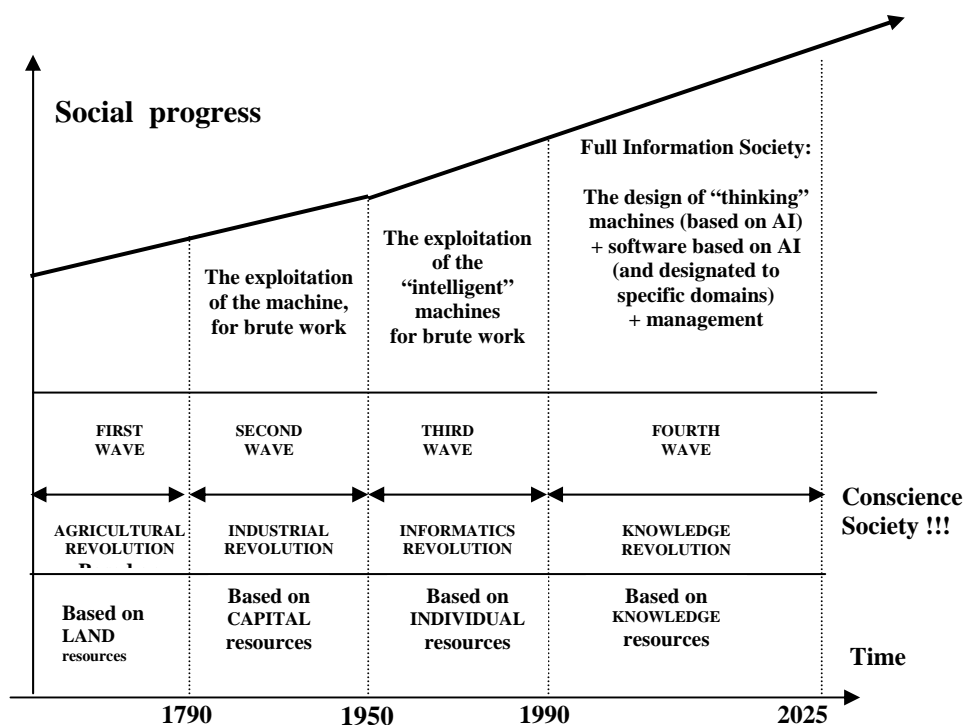 Social progress
Full Information Society:
The design of “thinking”
machines (based on AI)
+ software based on AI
(and designated to
specific domains)
+ management
The exploitation
of the
“intelligent”
machines
for brute work
The exploitation
of the machine,
for brute work
FIRST
WAVE
SECOND
WAVE
THIRD
WAVE
FOURTH
WAVE
Conscience
Society !!!
AGRICULTURAL
REVOLUTION
INDUSTRIAL
REVOLUTION
INFORMATICS
REVOLUTION
KNOWLEDGE
REVOLUTION
Based on
LAND
resources
Based on
CAPITAL
resources
Based on
INDIVIDUAL
resources
Based on
KNOWLEDGE
resources
Time
1790
1950
1990
2025